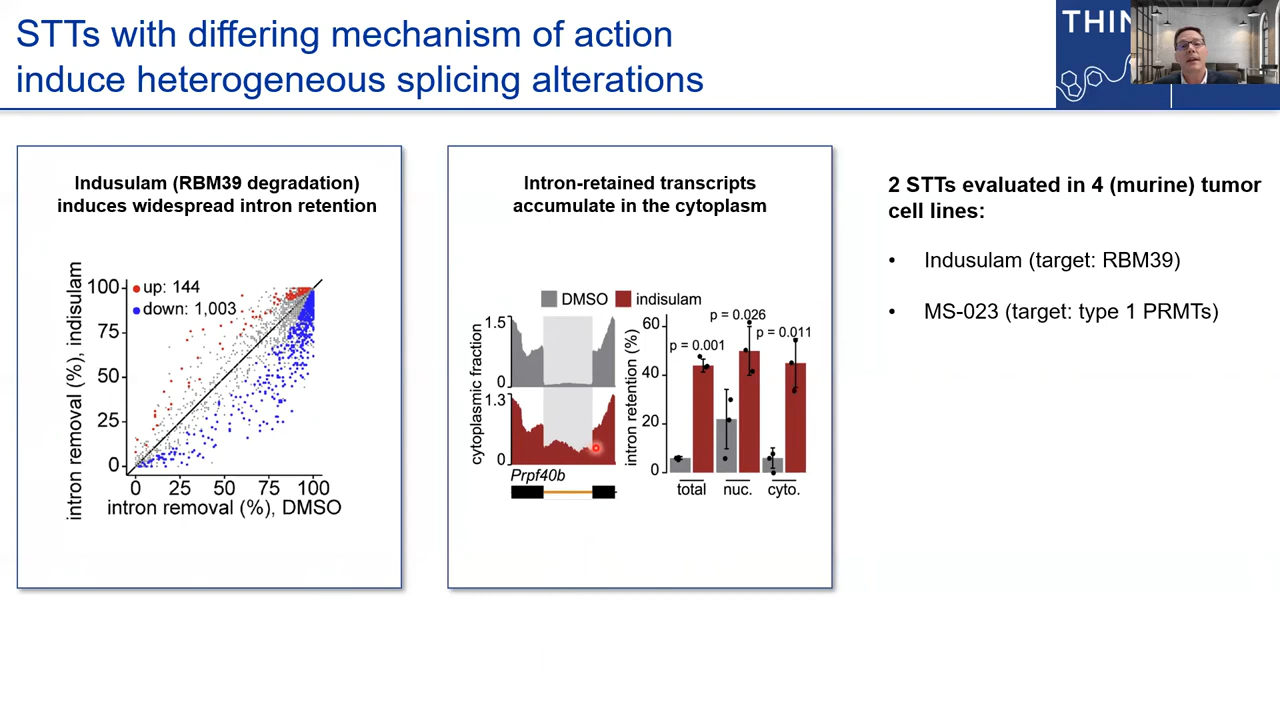 STTs with differing mechanism of action
induce heterogeneous splicing alterations
THIN
Indusulam (RBM39 degradation)
induces widespread intron retention
intron removal (%), indisulam
100
75
50
25
0
up: 144
down: 1,003
0 25 50 75 100
intron removal (%), DMSO
Intron-retained transcripts
accumulate in the cytoplasm
DMSO indisulam
cytoplasmic fraction
1.5
0
1.3
0
Prpf40b
intron retention (%)
60
40
20
0
p = 0.001
p = 0.026
p = 0.011
total nuc. cyto.
2 STTs evaluated in 4 (murine) tumor
cell lines:
• Indusulam (target: RBM39)
• MS-023 (target: type 1 PRMTs)